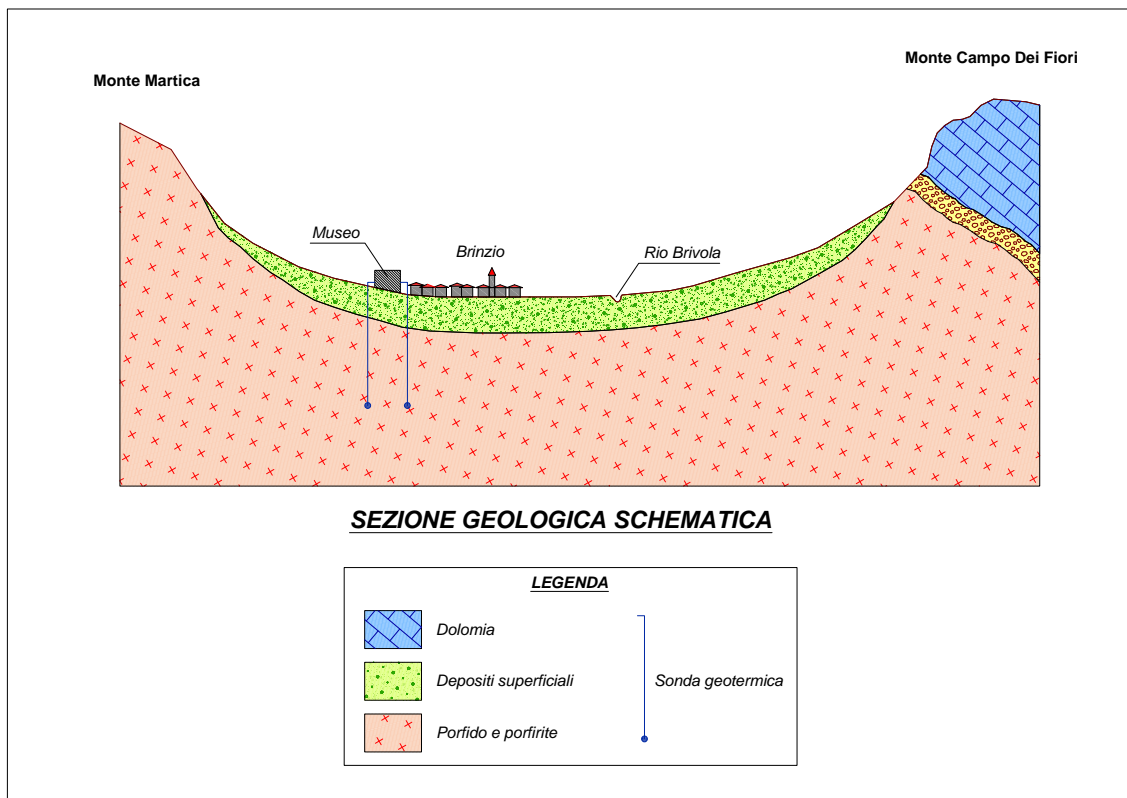 Monte Campo Dei Fiori
Monte Martica
Museo
Brinzio
Rio Brivola
SEZIONE GEOLOGICA SCHEMATICA
LEGENDA
Dolomia
Depositi superficiali
Sonda geotermica
Porfido e porfirite